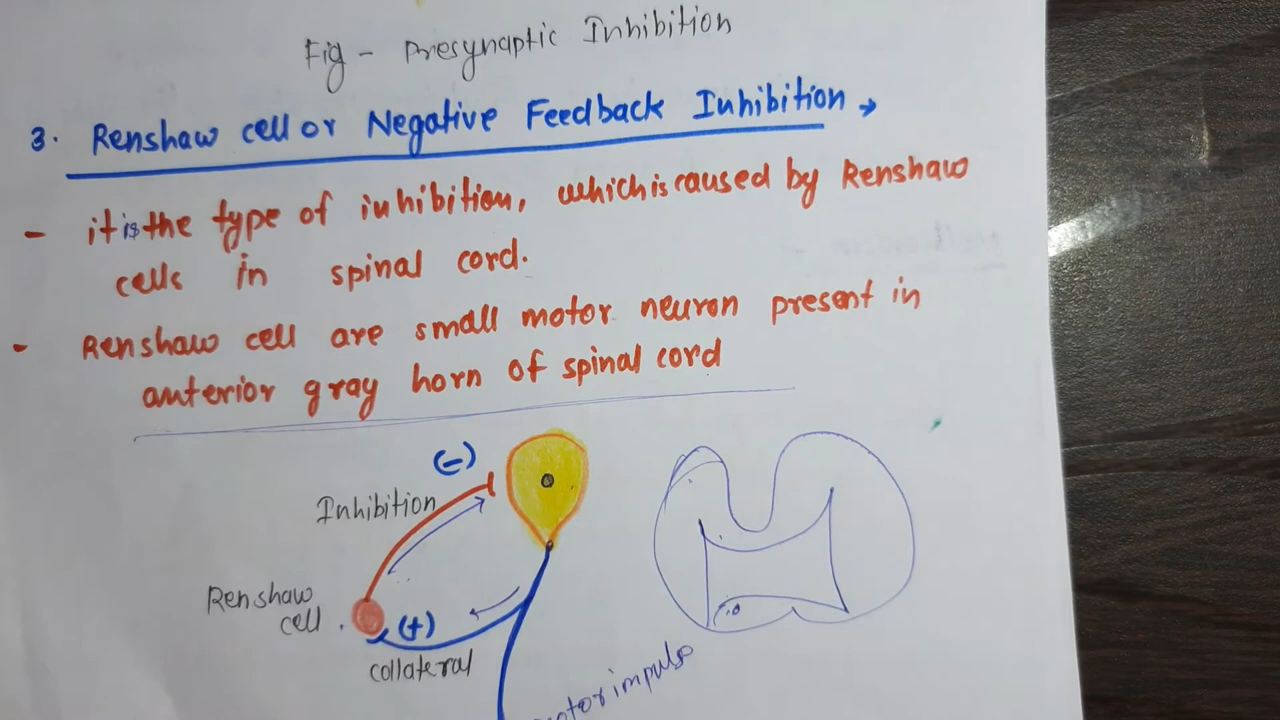 Fig - Presynaptic Inhibition
3. Renshaw cell or Negative Feedback Inhibition →
- it is the type of inhibition, which is caused by Renshaw
cells in spinal cord.
- Renshaw cell are small motor neuron present in
anterior gray horn of spinal cord
(-)
Inhibition
Renshaw
cell
(+)
collateral
impulse